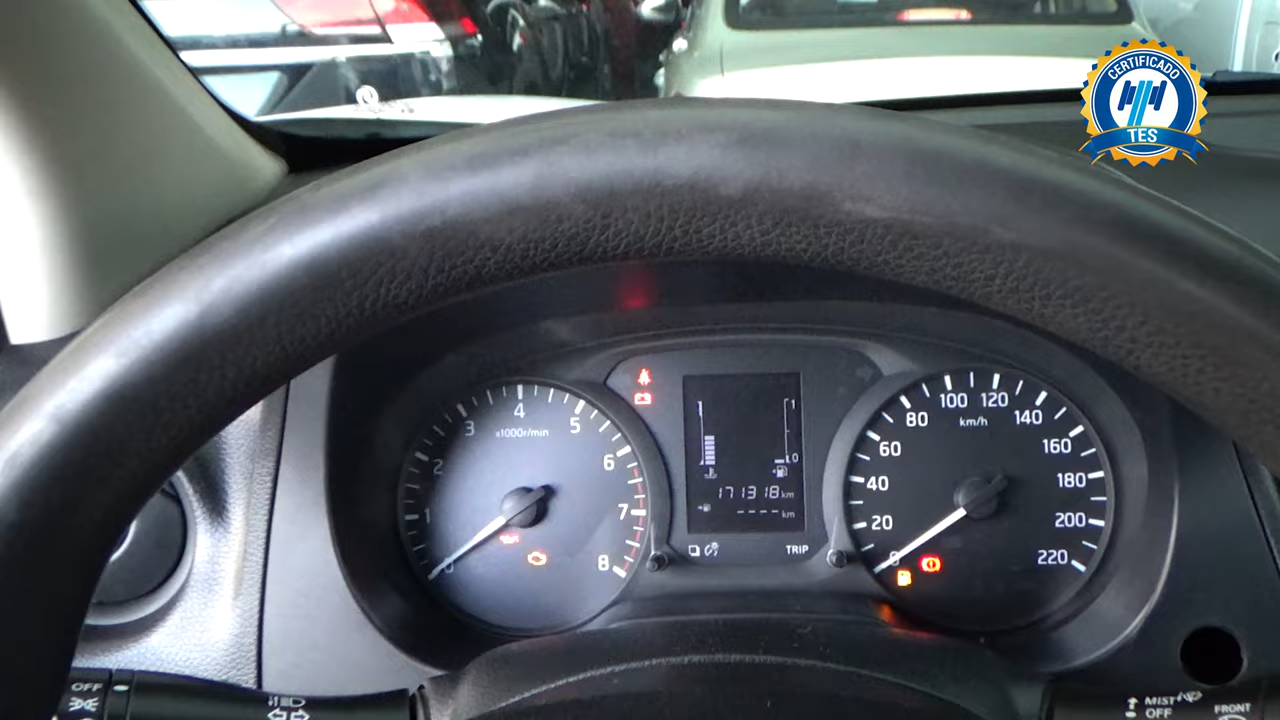 CERTIFICADO
TES
4
3
5
x1000r/min
2
6
1
7
0
8
1
0
171318 km
---- km
TRIP
100
120
80
km/h
140
60
160
40
180
20
200
0
220
OFF
MIST
OFF
FRONT